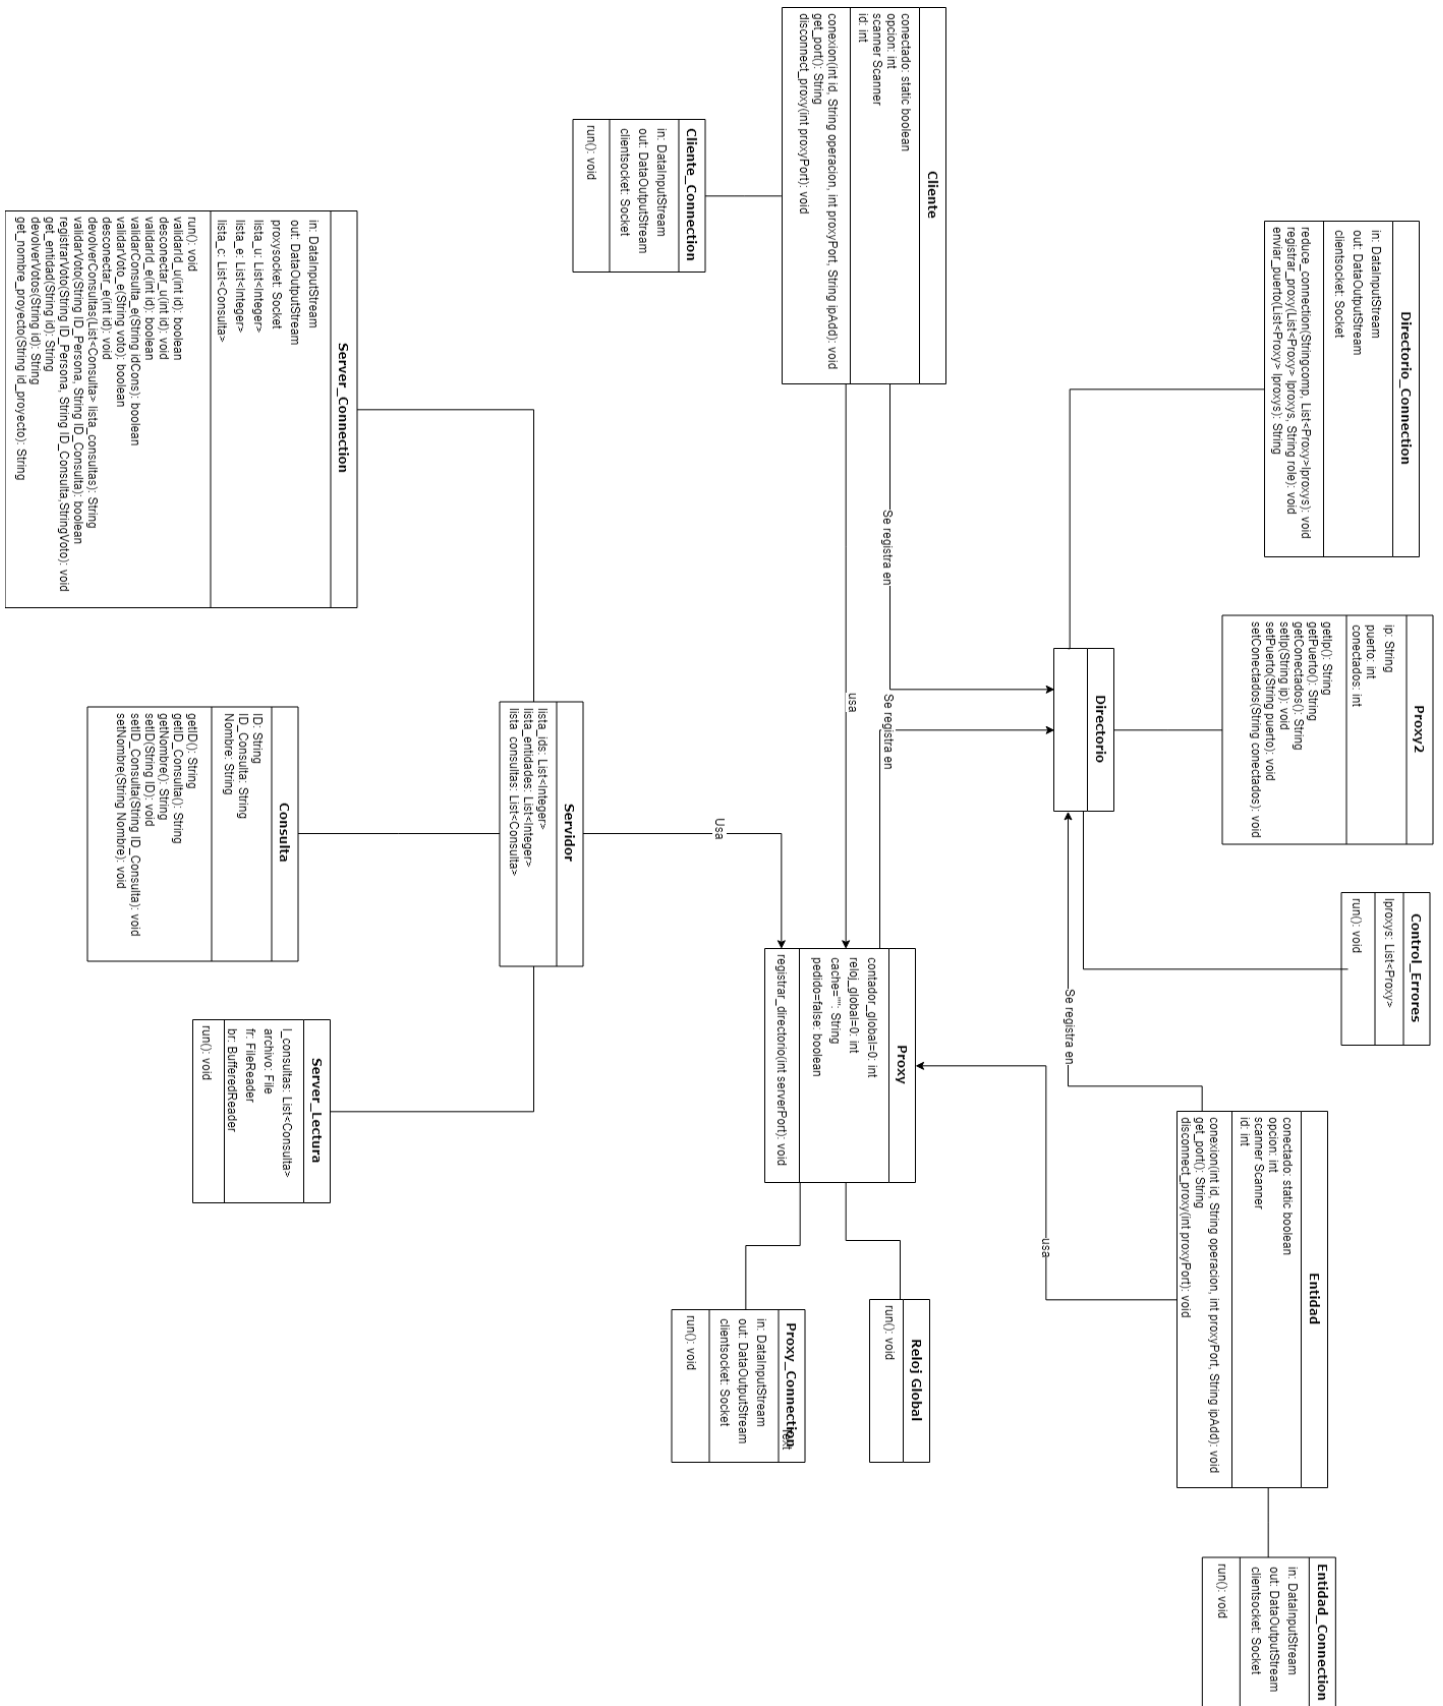 Directorio_Connection
in: DataInputStream
out: DataOutputStream
clientsocket: Socket
reduce_connection(Stringcomp, List<Proxy>lproxys): void
registrar_proxy(List<Proxy> lproxys, String role): void
enviar_puerto(List<Proxy> lproxys): String
Proxy2
ip: String
puerto: int
conectados: int
getIp(): String
getPuerto(): String
getConectados(): String
setIp(String ip): void
setPuerto(String puerto): void
setConectados(String conectados): void
Control_Errores
lproxys: List<Proxy>
run(): void
Entidad_Connection
in: DataInputStream
out: DataOutputStream
clientsocket: Socket
run(): void
Entidad
conectado: static boolean
opcion: int
scanner Scanner
id: int
conexion(int id, String operacion, int proxyPort, String ipAdd): void
get_port(): String
disconnect_proxy(int proxyPort): void
Directorio
Se registra en
usa
Cliente
conectado: static boolean
opcion: int
scanner Scanner
id: int
conexion(int id, String operacion, int proxyPort, String ipAdd): void
get_port(): String
disconnect_proxy(int proxyPort): void
Se registra en
Se registra en
usa
Proxy
contador_global=0: int
reloj_global=0: int
cache="": String
pedido=false: boolean
registrar_directorio(int serverPort): void
Reloj Global
run(): void
Proxy_Connection
Text
in: DataInputStream
out: DataOutputStream
clientsocket: Socket
run(): void
Cliente_Connection
in: DataInputStream
out: DataOutputStream
clientsocket: Socket
run(): void
Usa
Servidor
lista_ids: List<Integer>
lista_entidades: List<Integer>
lista_consultas: List<Consulta>
Server_Connection
in: DataInputStream
out: DataOutputStream
proxysocket: Socket
lista_u: List<Integer>
lista_e: List<Integer>
lista_c: List<Consulta>
run(): void
validarId_u(int id): boolean
desconectar_u(int id): void
validarId_e(int id): boolean
validarConsulta_e(String idCons): boolean
validarVoto_e(String voto): boolean
desconectar_e(int id): void
devolverConsultas(List<Consulta> lista_consultas): String
validarVoto(String ID_Persona, String ID_Consulta): boolean
registrarVoto(String ID_Persona, String ID_Consulta,StringVoto): void
get_entidad(String id): String
devolverVotos(String id): String
get_nombre_proyecto(String id_proyecto): String
Consulta
ID: String
ID_Consulta: String
Nombre: String
getID(): String
getID_Consulta(): String
getNombre(): String
setID(String ID): void
setID_Consulta(String ID_Consulta): void
setNombre(String Nombre): void
Server_Lectura
l_consultas: List<Consulta>
archivo: File
fr: FileReader
br: BufferedReader
run(): void